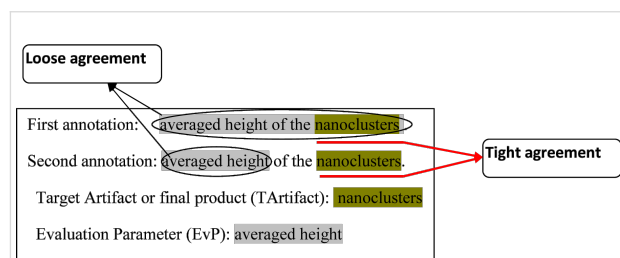 Loose agreement
First annotation: averaged height of the nanoclusters
Second annotation: averaged height of the nanoclusters.
Tight agreement
Target Artifact or final product (TArtifact): nanoclusters
Evaluation Parameter (EvP): averaged height